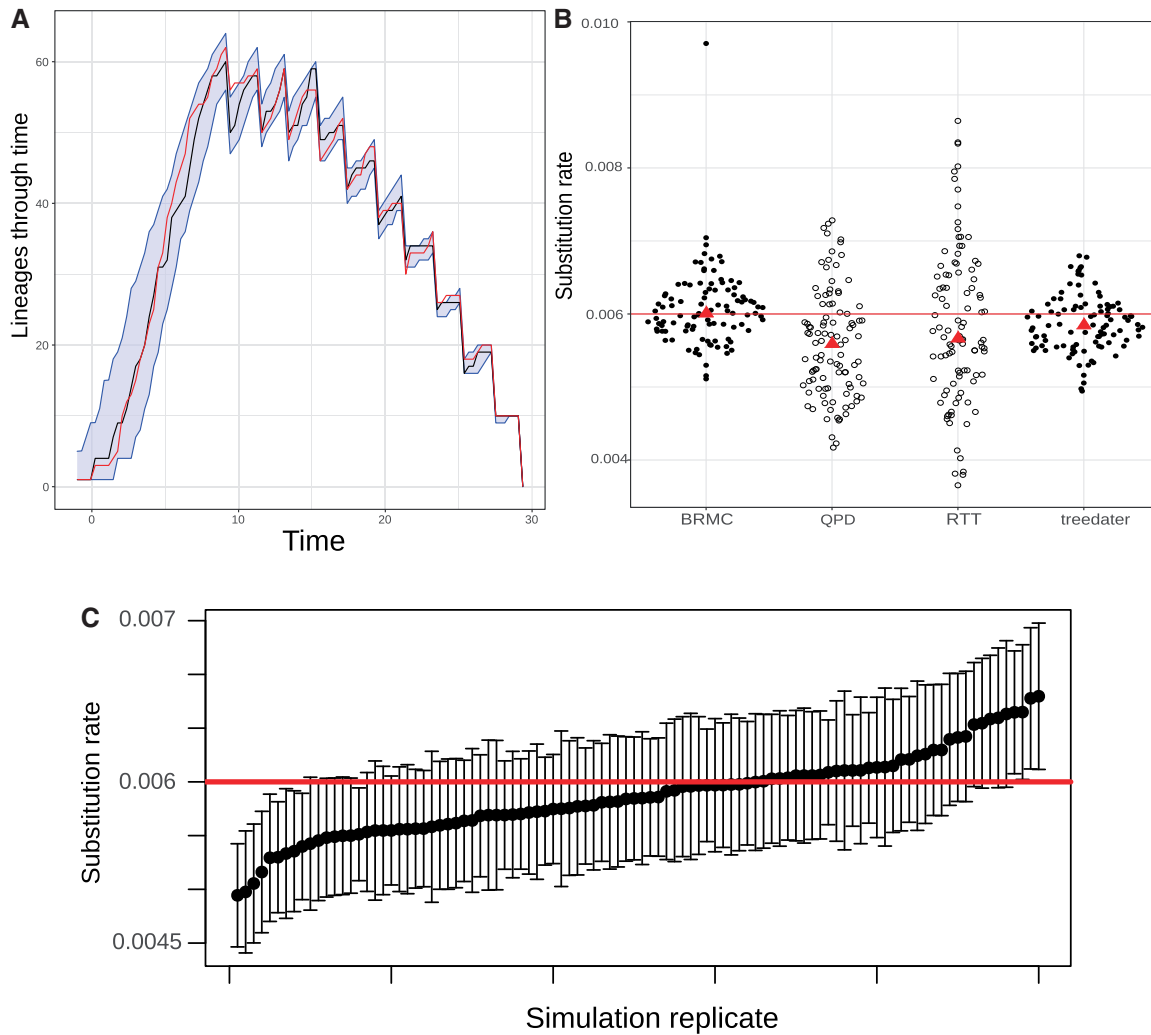 A
Lineages through time
60
40
20
0
0 10 20 30
Time
B
Substitution rate
0.010
0.008
0.006
0.004
BRMC QPD RTT treedater
C
Substitution rate
0.007
0.006
0.0045
Simulation replicate